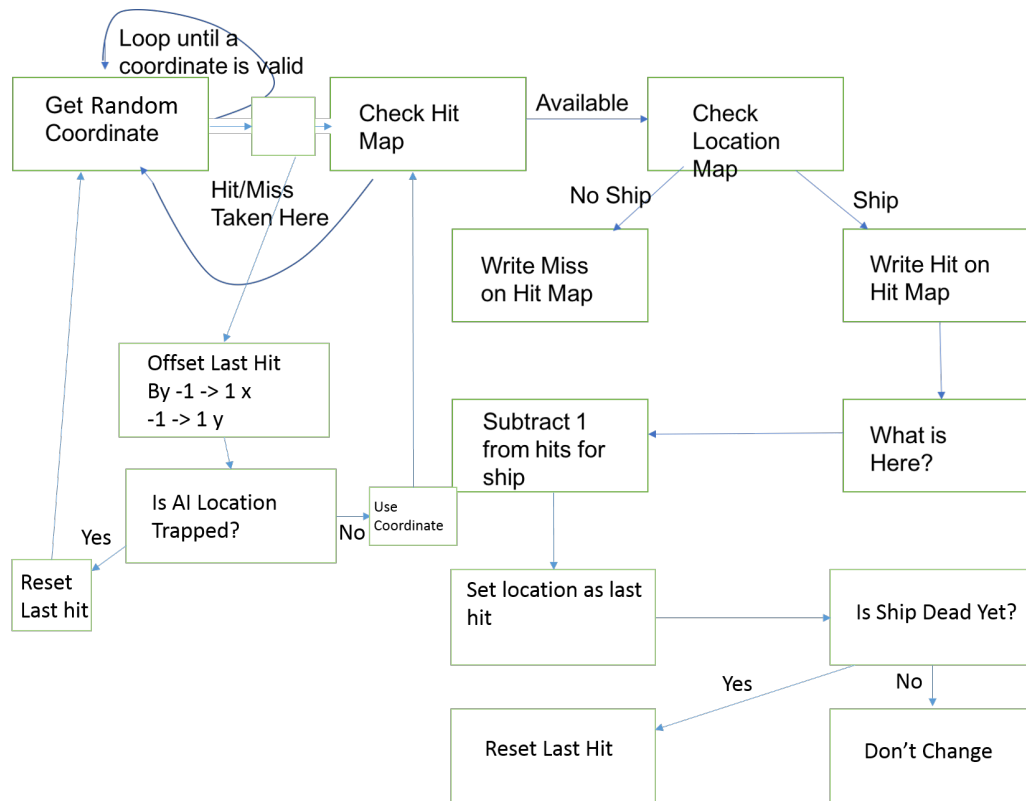 Loop until a
coordinate is valid
Get Random
Coordinate
Check Hit
Map
Available
Check
Location
Map
Hit/Miss
Taken Here
No Ship
Ship
Write Miss
on Hit Map
Write Hit on
Hit Map
Offset Last Hit
By -1 -> 1 x
-1 -> 1 y
Subtract 1
from hits for
ship
What is
Here?
Is AI Location
Trapped?
Use
Coordinate
No
Yes
Reset
Last hit
Set location as last
hit
Is Ship Dead Yet?
Yes
No
Reset Last Hit
Don’t Change